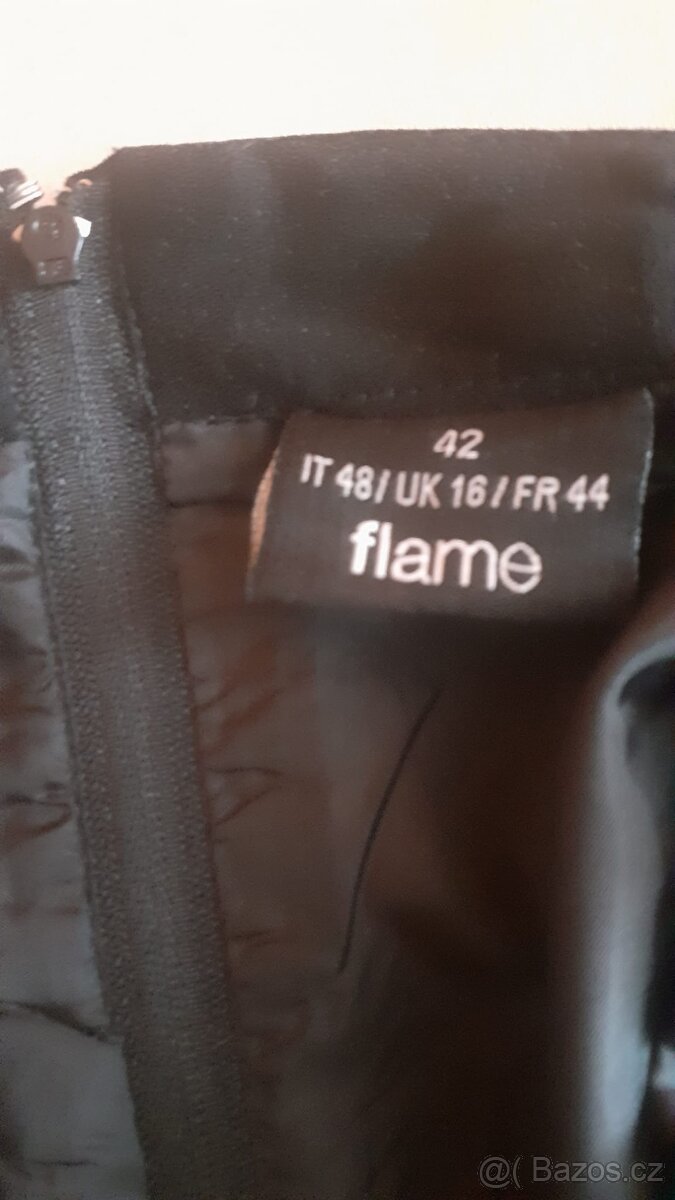 42
IT 48/ UK 16 / FR 44
flame
@( Bazos.cz